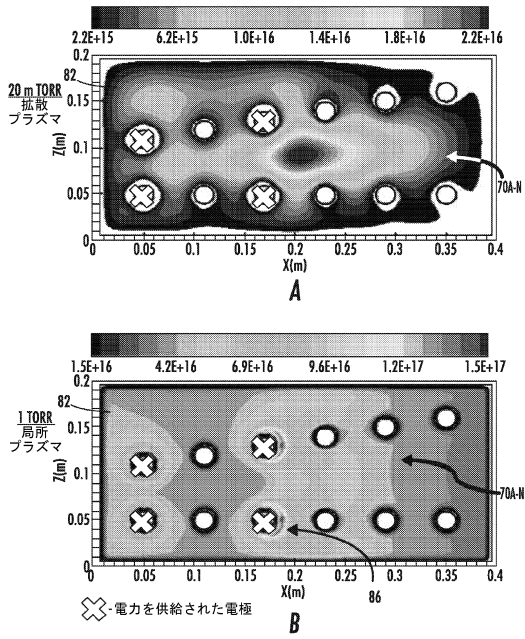 2.2E+15 6.2E+15 1.0E+16 1.4E+16 1.8E+16 2.2E+16
0.2
82
20 m TORR
拡散
プラズマ
0.15
Z(m)
0.1
0.05
0
70A-N
0 0.05 0.1 0.15 0.2 0.25 0.3 0.35 0.4
X(m)
A
1.5E+16 4.2E+16 6.9E+16 9.6E+16 1.2E+17 1.5E+17
0.2
82
1 TORR
局所
プラズマ
0.15
Z(m)
0.1
0.05
0
70A-N
0 0.05 0.1 0.15 0.2 0.25 0.3 0.35 0.4
X(m)
86
-電力を供給された電極
B